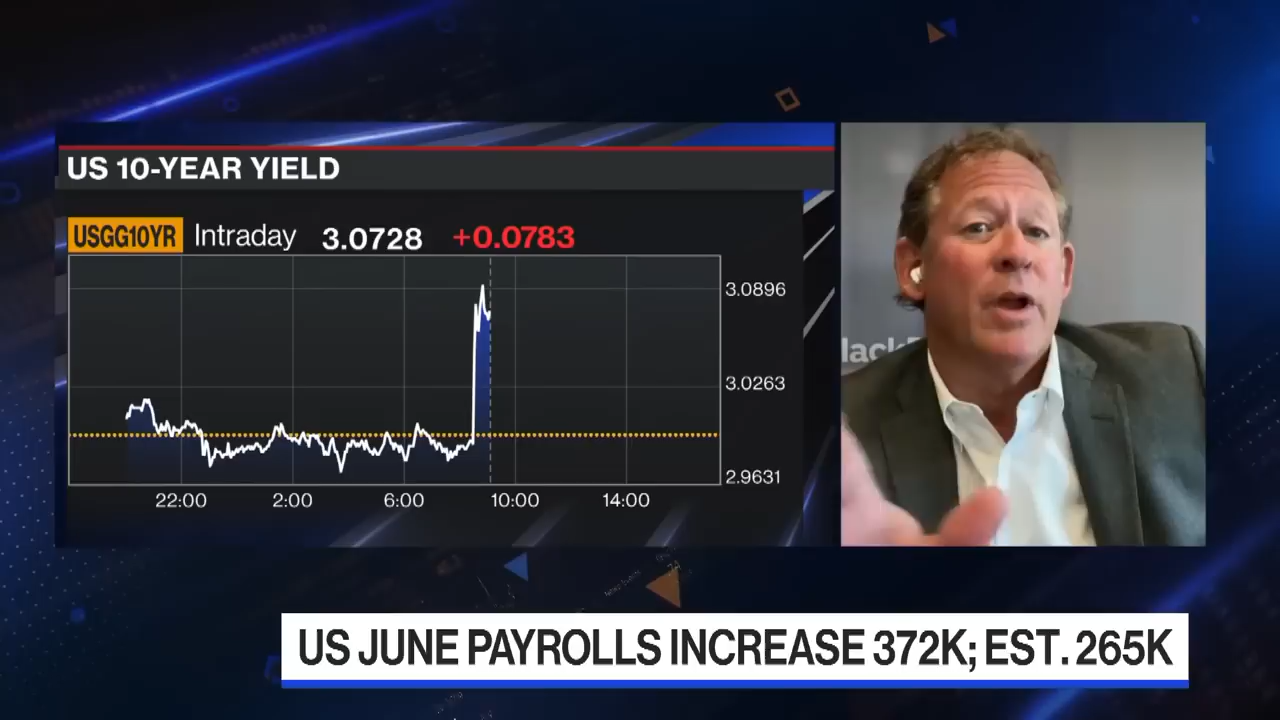 US 10-YEAR YIELD
USGG10YR Intraday 3.0728 +0.0783
3.0896
3.0263
2.9631
22:00 2:00 6:00 10:00 14:00
lack
US JUNE PAYROLLS INCREASE 372K; EST. 265K